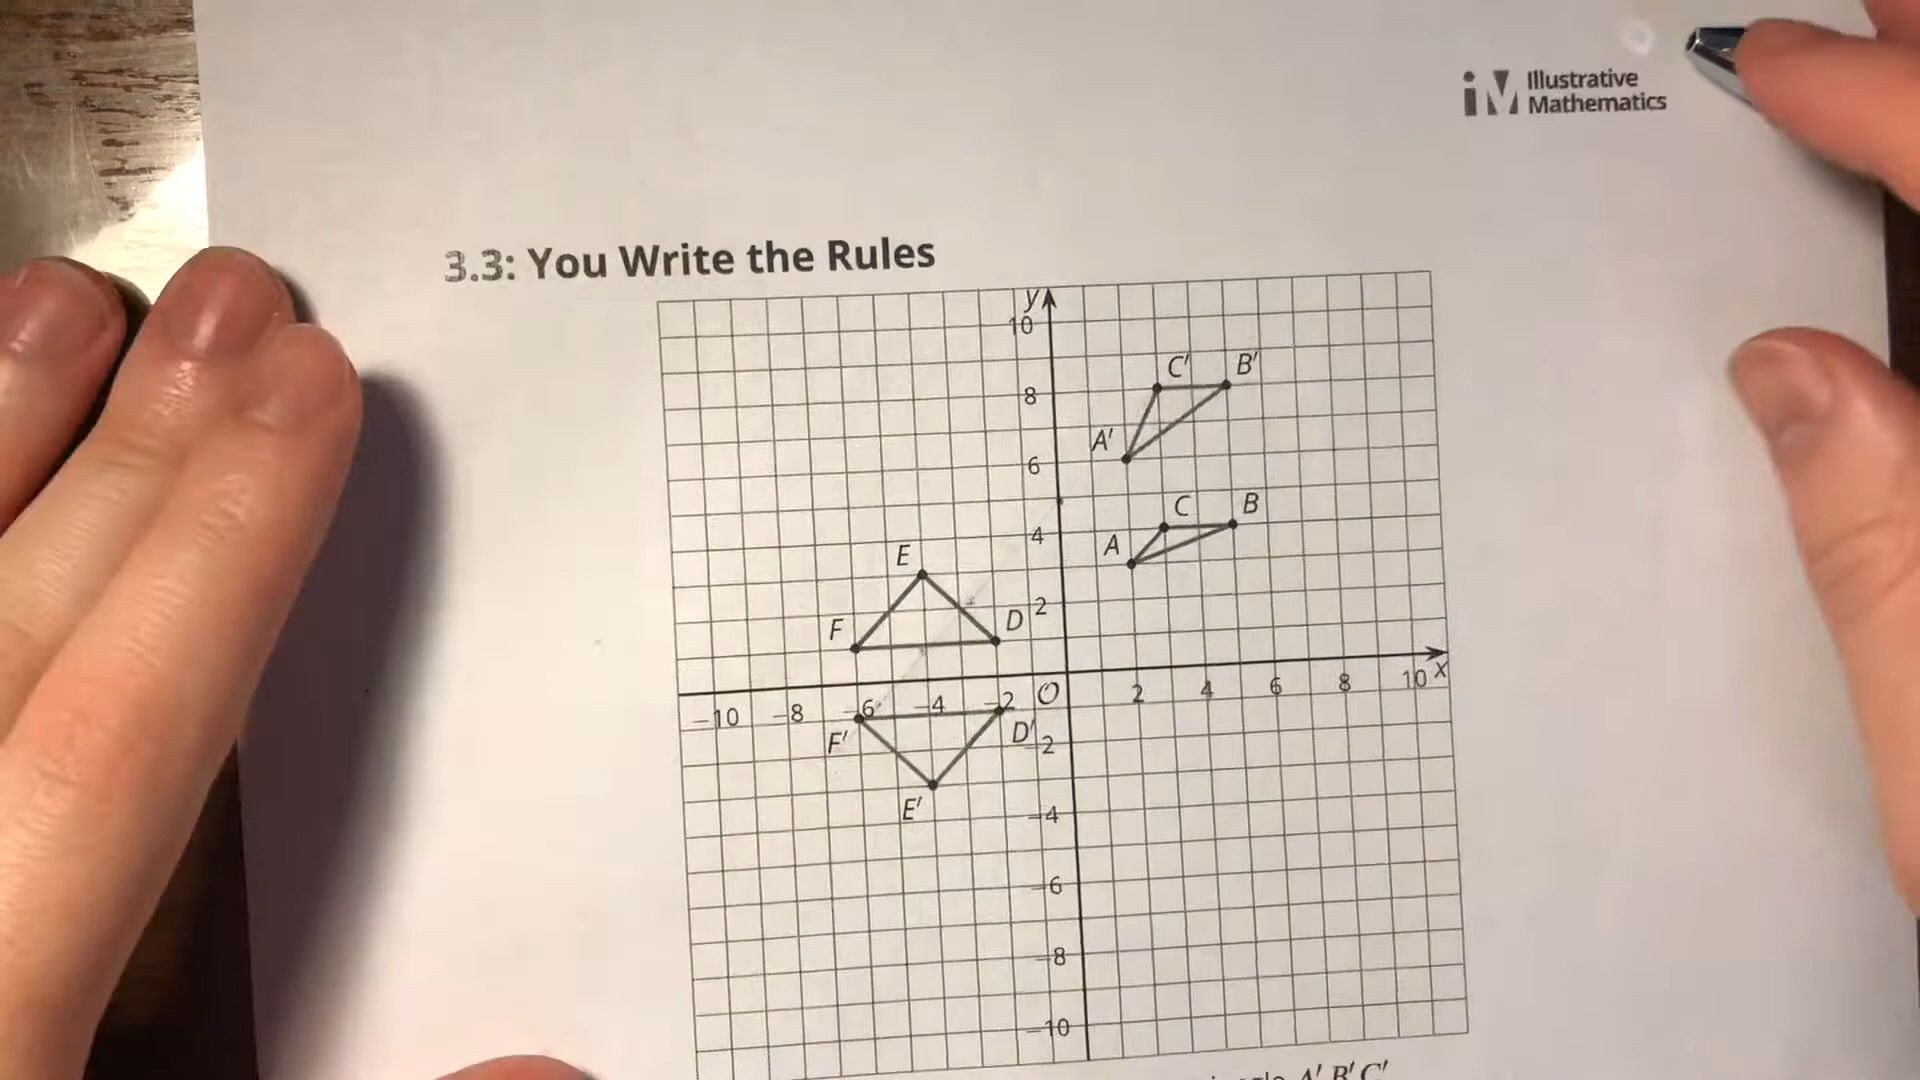 Illustrative
Mathematics
3.3: You Write the Rules
y
10
C′ B′
8
A′
6
C B
4
A
E
2
D
F
x
O
-10 -8 -6 -4 -2 2 4 6 8 10
F′ D′
-2
E′
-4
-6
-8
-10
A′B′C′